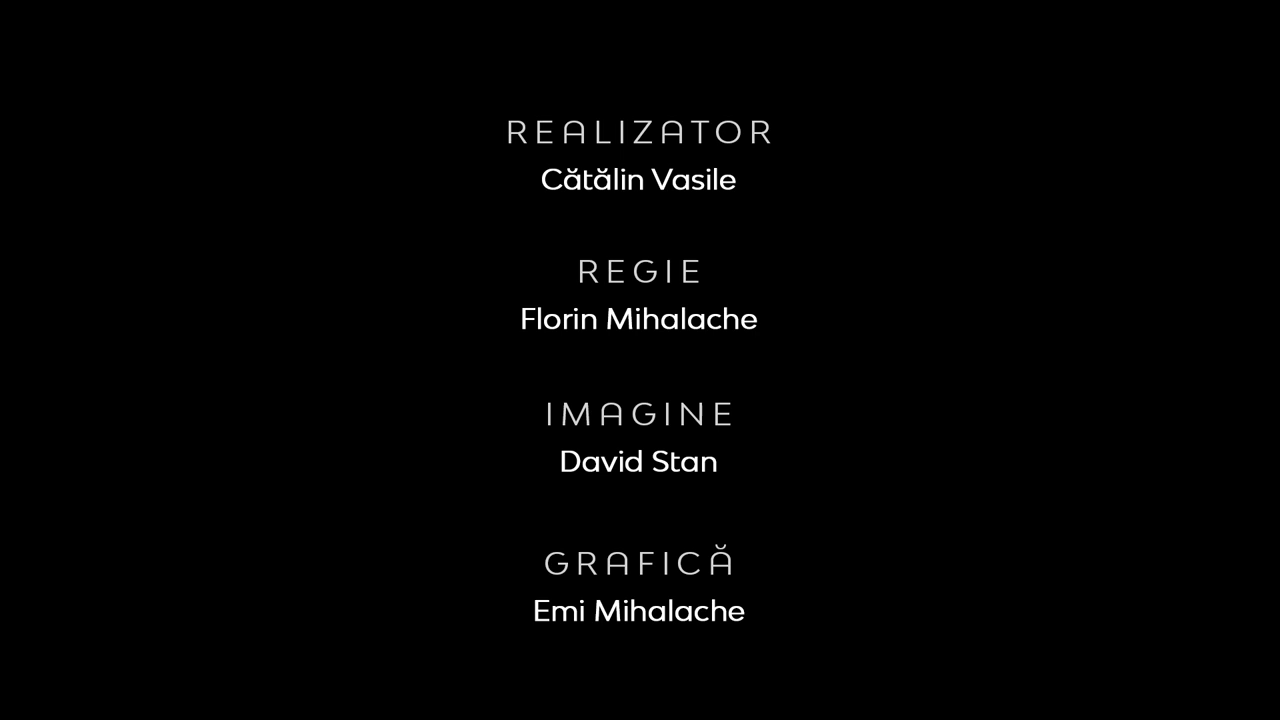 REALIZATOR
Cătălin Vasile
REGIE
Florin Mihalache
IMAGINE
David Stan
GRAFICĂ
Emi Mihalache